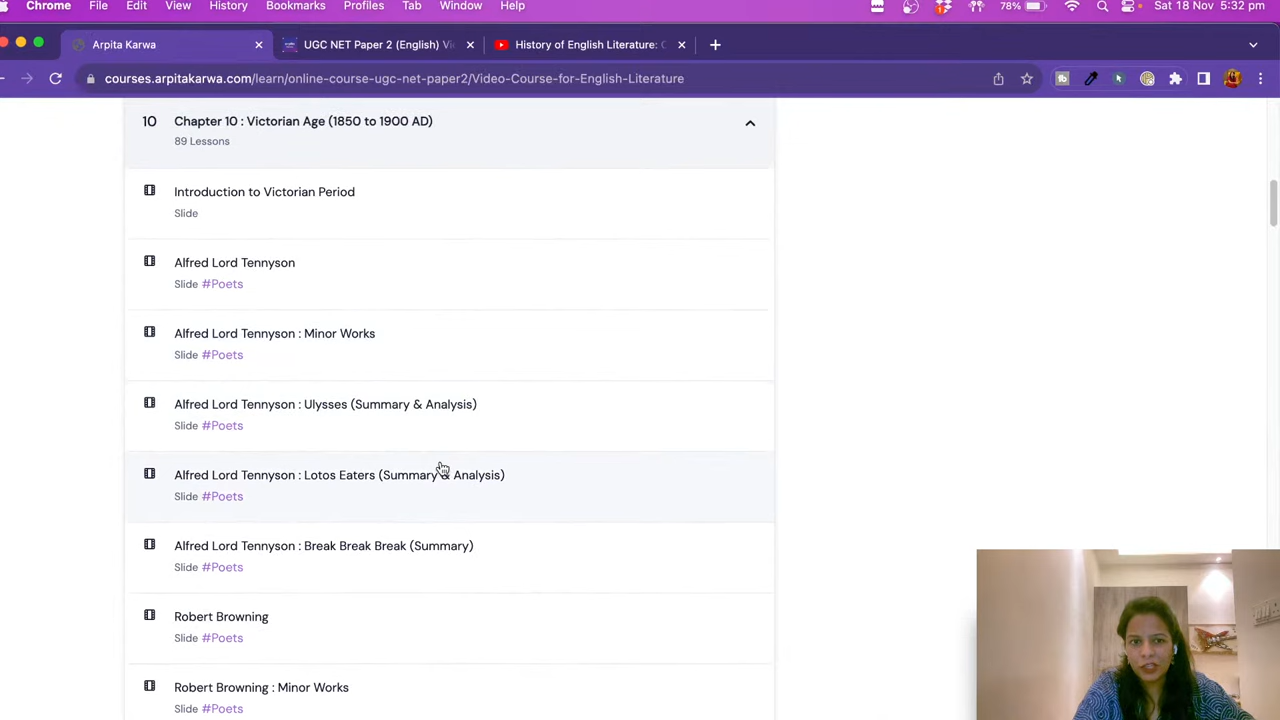 Chrome File Edit View History Bookmarks Profiles Tab Window Help 78% Sat 18 Nov 5:32 pm
Arpita Karwa UGC NET Paper 2 (English) Vi History of English Literature: C
courses.arpitakarwa.com/learn/online-course-ugc-net-paper2/Video-Course-for-English-Literature
10 Chapter 10 : Victorian Age (1850 to 1900 AD)
89 Lessons
Introduction to Victorian Period
Slide
Alfred Lord Tennyson
Slide #Poets
Alfred Lord Tennyson : Minor Works
Slide #Poets
Alfred Lord Tennyson : Ulysses (Summary & Analysis)
Slide #Poets
Alfred Lord Tennyson : Lotos Eaters (Summary & Analysis)
Slide #Poets
Alfred Lord Tennyson : Break Break Break (Summary)
Slide #Poets
Robert Browning
Slide #Poets
Robert Browning : Minor Works
Slide #Poets